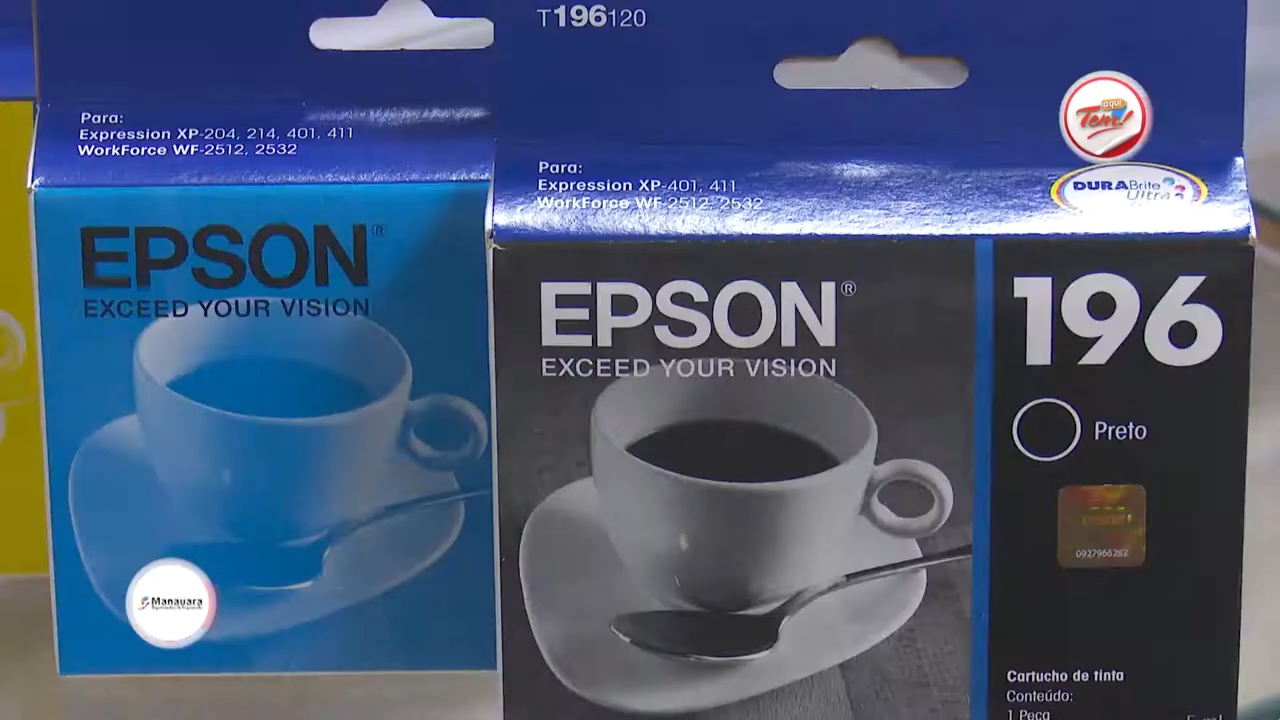 Para:
Expression XP-204, 214, 401, 411
WorkForce WF-2512, 2532
EPSON®
EXCEED YOUR VISION
Manauara
T196120
Para:
Expression XP-401, 411
WorkForce WF-2512, 2532
aqui
Tem!
DURABrite
Ultra
EPSON®
EXCEED YOUR VISION
196
Preto
0927966282
Cartucho de tinta
Conteúdo:
1 Peça